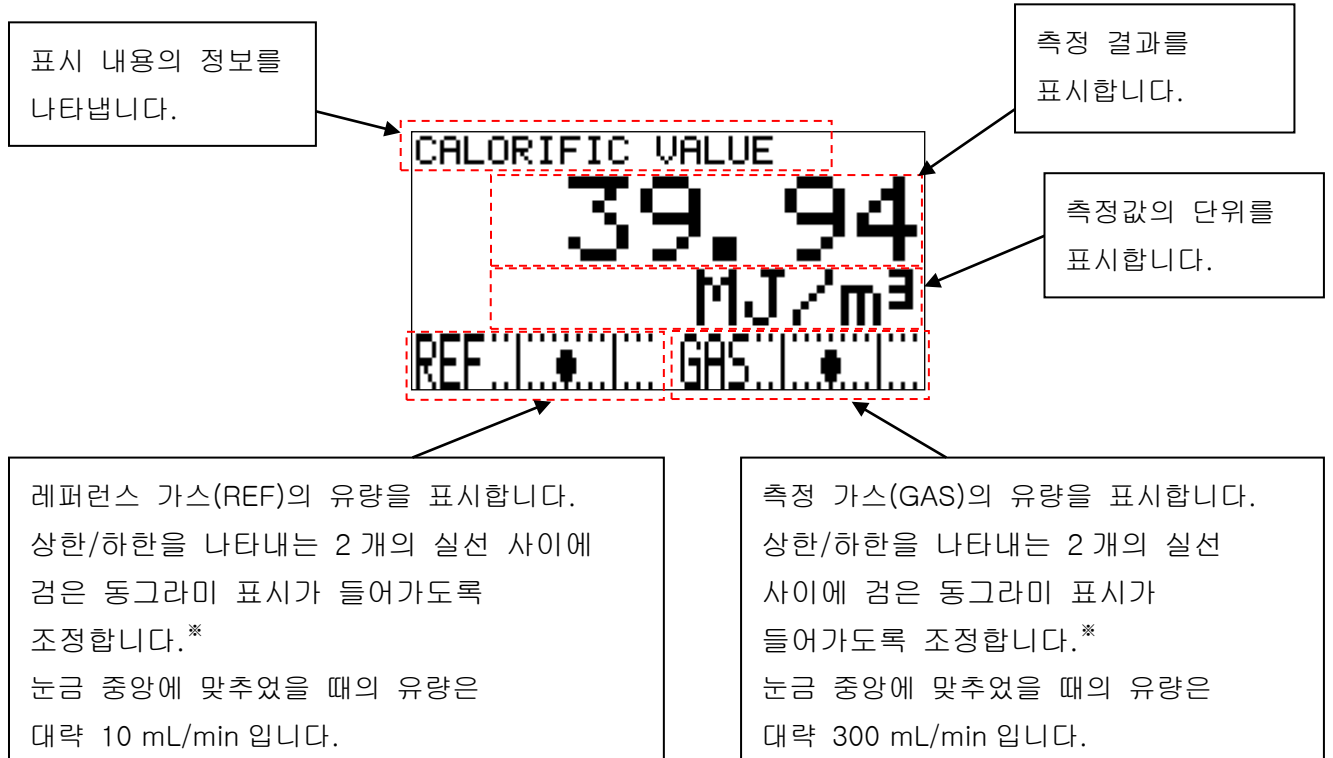 표시 내용의 정보를
나타냅니다.
측정 결과를
표시합니다.
CALORIFIC VALUE
39.94
MJ/m³
측정값의 단위를
표시합니다.
REF
GAS
레퍼런스 가스(REF)의 유량을 표시합니다.
상한/하한을 나타내는 2 개의 실선 사이에
검은 동그라미 표시가 들어가도록
조정합니다.※
눈금 중앙에 맞추었을 때의 유량은
대략 10 mL/min 입니다.
측정 가스(GAS)의 유량을 표시합니다.
상한/하한을 나타내는 2 개의 실선
사이에 검은 동그라미 표시가
들어가도록 조정합니다.※
눈금 중앙에 맞추었을 때의 유량은
대략 300 mL/min 입니다.